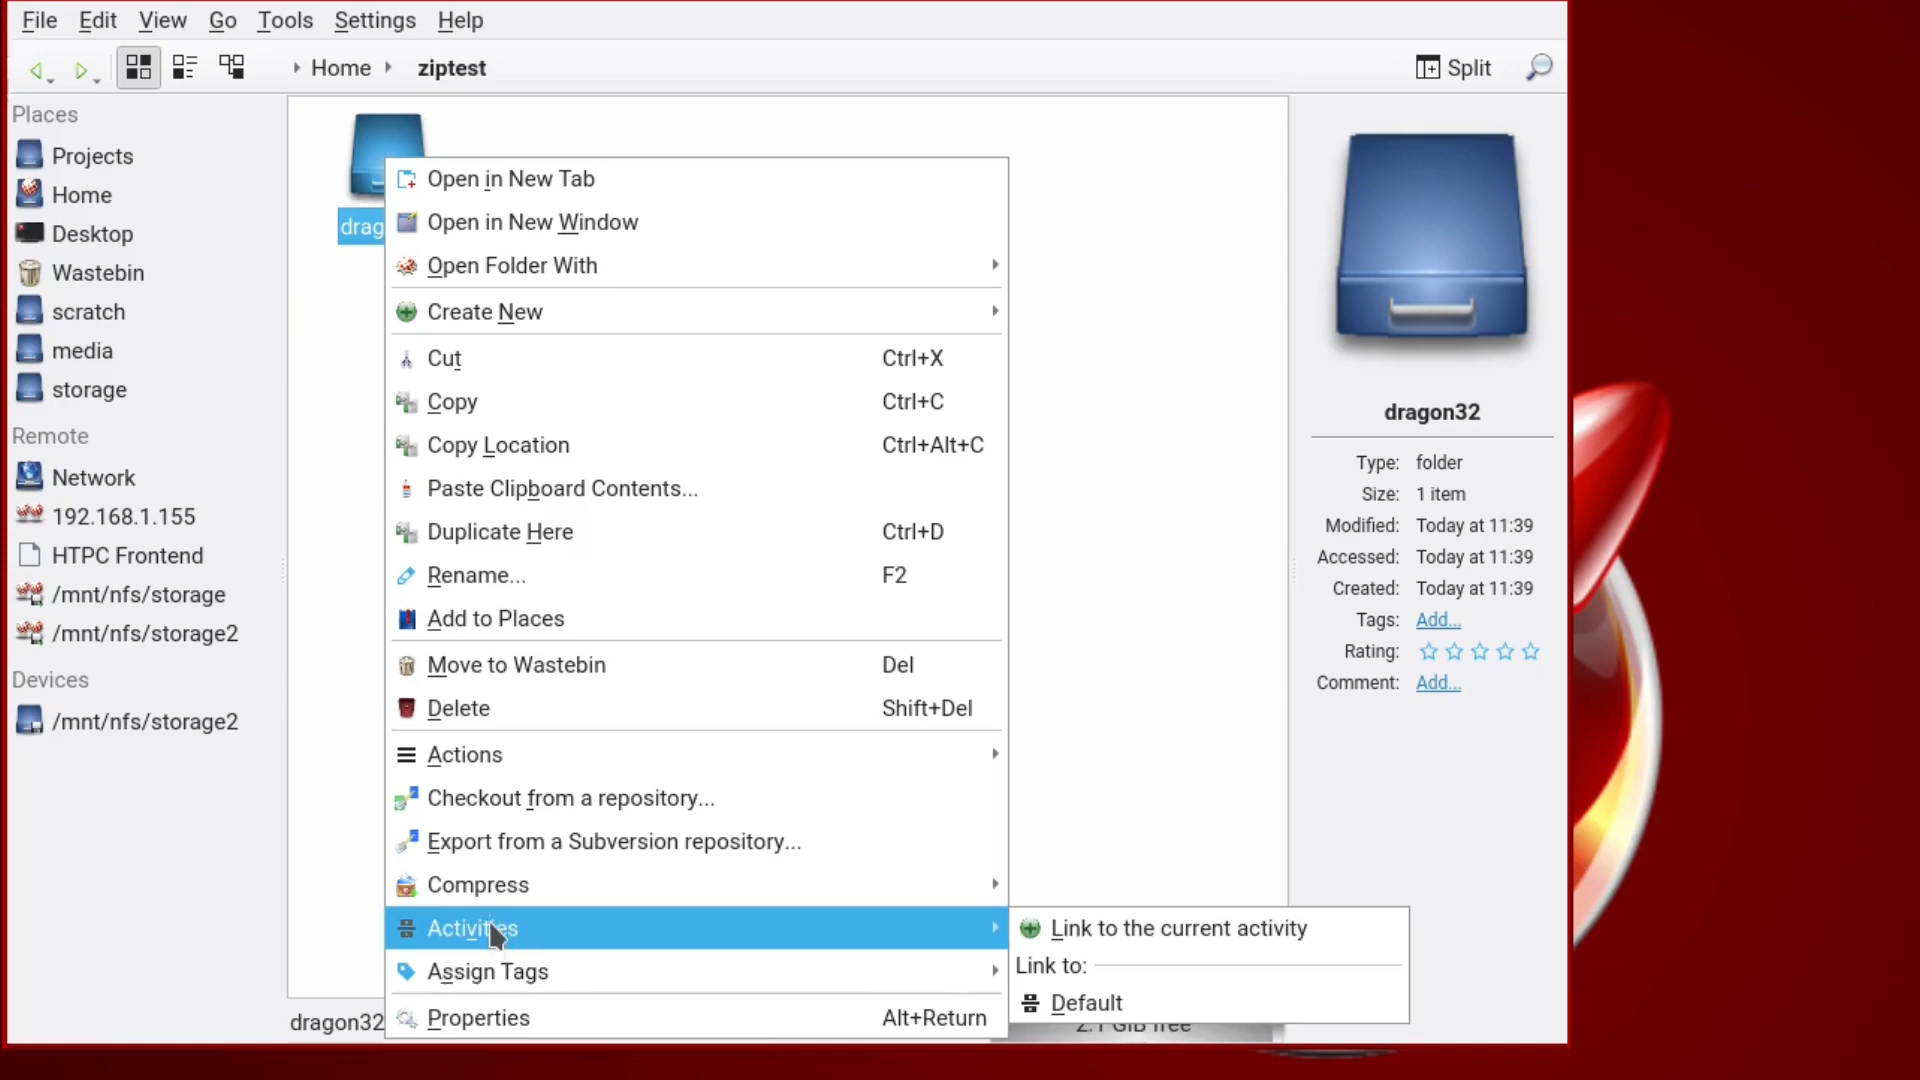 File Edit View Go Tools Settings Help
Home ziptest Split
Places
Projects
Home
Desktop
Wastebin
scratch
media
storage
Remote
Network
192.168.1.155
HTPC Frontend
/mnt/nfs/storage
/mnt/nfs/storage2
Devices
/mnt/nfs/storage2
drag
Open in New Tab
Open in New Window
Open Folder With
Create New
Cut Ctrl+X
Copy Ctrl+C
Copy Location Ctrl+Alt+C
Paste Clipboard Contents...
Duplicate Here Ctrl+D
Rename... F2
Add to Places
Move to Wastebin Del
Delete Shift+Del
Actions
Checkout from a repository...
Export from a Subversion repository...
Compress
Activities
Assign Tags
Properties Alt+Return
Link to the current activity
Link to:
Default
dragon32
2.1 GiB free
dragon32
Type: folder
Size: 1 item
Modified: Today at 11:39
Accessed: Today at 11:39
Created: Today at 11:39
Tags: Add...
Rating:
Comment: Add...